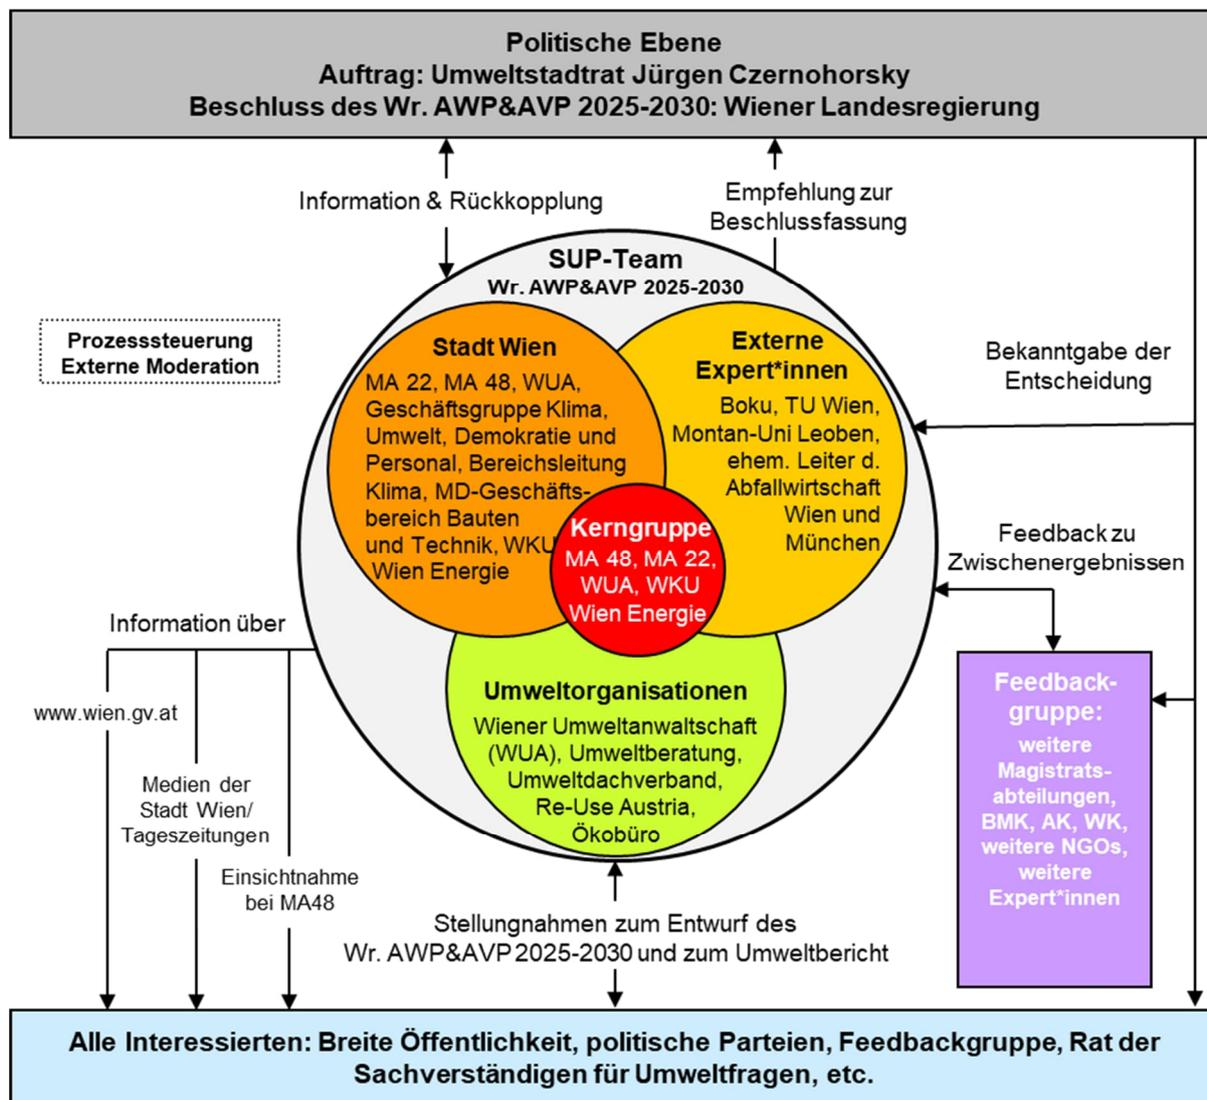 Politische Ebene
Auftrag: Umweltstadtrat Jürgen Czernohorsky
Beschluss des Wr. AWP&AVP 2025-2030: Wiener Landesregierung
Information & Rückkopplung
Empfehlung zur
Beschlussfassung
SUP-Team
Wr. AWP&AVP 2025-2030
Prozesssteuerung
Externe Moderation
Stadt Wien
MA 22, MA 48, WUA,
Geschäftsgruppe Klima,
Umwelt, Demokratie und
Personal, Bereichsleitung
Klima, MD-Geschäfts-
bereich Bauten
und Technik, WKU
Wien Energie
Externe
Expert*innen
Boku, TU Wien,
Montan-Uni Leoben,
ehem. Leiter d.
Abfallwirtschaft
Wien und
München
Kerngruppe
MA 48, MA 22,
WUA, WKU
Wien Energie
Umweltorganisationen
Wiener Umweltanwaltschaft
(WUA), Umweltberatung,
Umweltdachverband,
Re-Use Austria,
Ökobüro
Bekanntgabe der
Entscheidung
Feedback zu
Zwischenergebnissen
Feedback-
gruppe:
weitere
Magistrats-
abteilungen,
BMK, AK, WK,
weitere NGOs,
weitere
Expert*innen
Information über
www.wien.gv.at
Medien der
Stadt Wien/
Tageszeitungen
Einsichtnahme
bei MA48
Stellungnahmen zum Entwurf des
Wr. AWP&AVP 2025-2030 und zum Umweltbericht
Alle Interessierten: Breite Öffentlichkeit, politische Parteien, Feedbackgruppe, Rat der
Sachverständigen für Umweltfragen, etc.